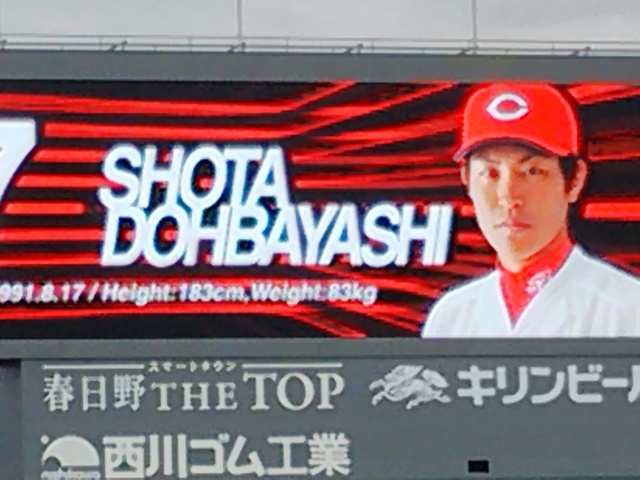 7
SHOTA
DOHBAYASHI
991.8.17 / Height:183cm,Weight:83kg
C
スマートタウン
春日野 THE TOP
キリンビール
西川ゴム工業